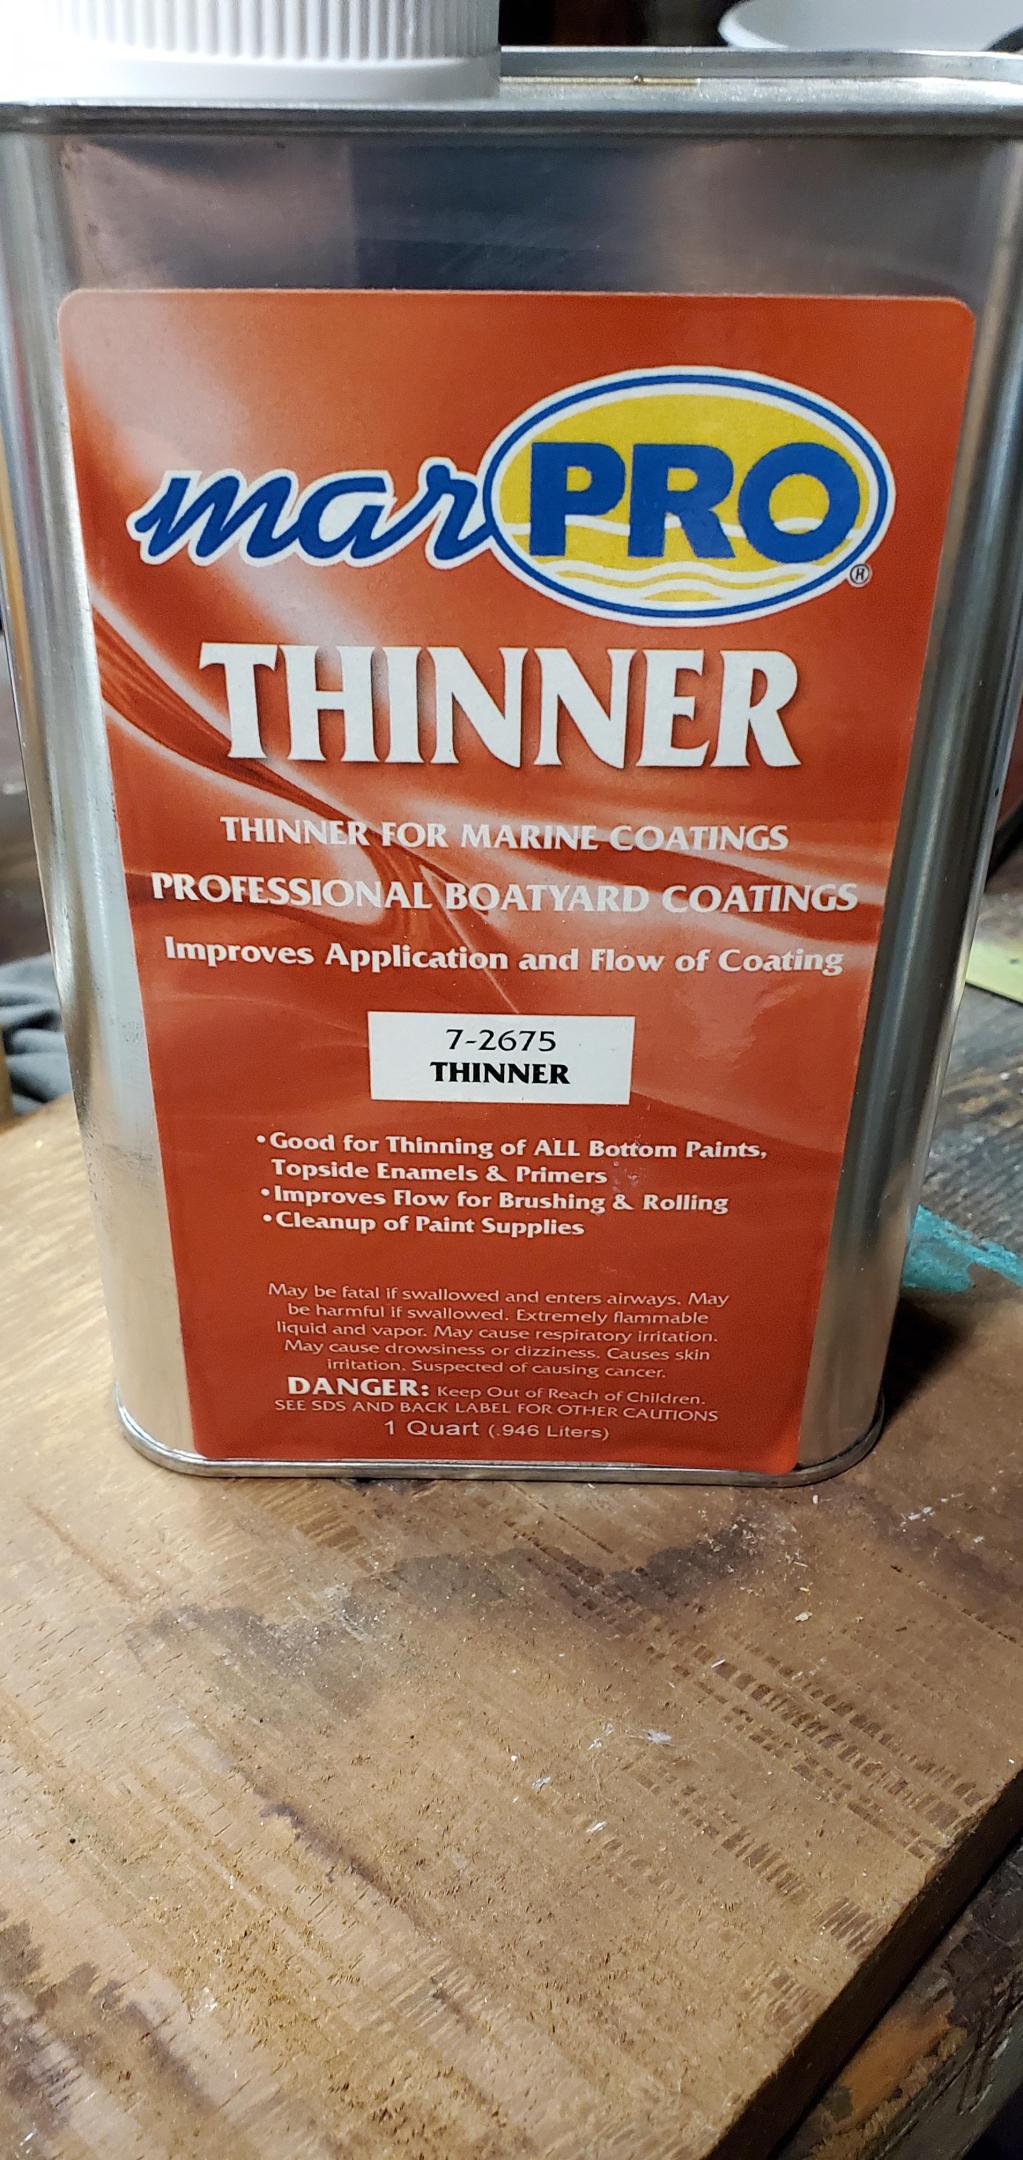 marPRO®
THINNER
THINNER FOR MARINE COATINGS
PROFESSIONAL BOATYARD COATINGS
Improves Application and Flow of Coating
7-2675
THINNER
•Good for Thinning of ALL Bottom Paints,
Topside Enamels & Primers
•Improves Flow for Brushing & Rolling
•Cleanup of Paint Supplies
May be fatal if swallowed and enters airways. May
be harmful if swallowed. Extremely flammable
liquid and vapor. May cause respiratory irritation.
May cause drowsiness or dizziness. Causes skin
irritation. Suspected of causing cancer.
DANGER: Keep Out of Reach of Children.
SEE SDS AND BACK LABEL FOR OTHER CAUTIONS
1 Quart (.946 Liters)